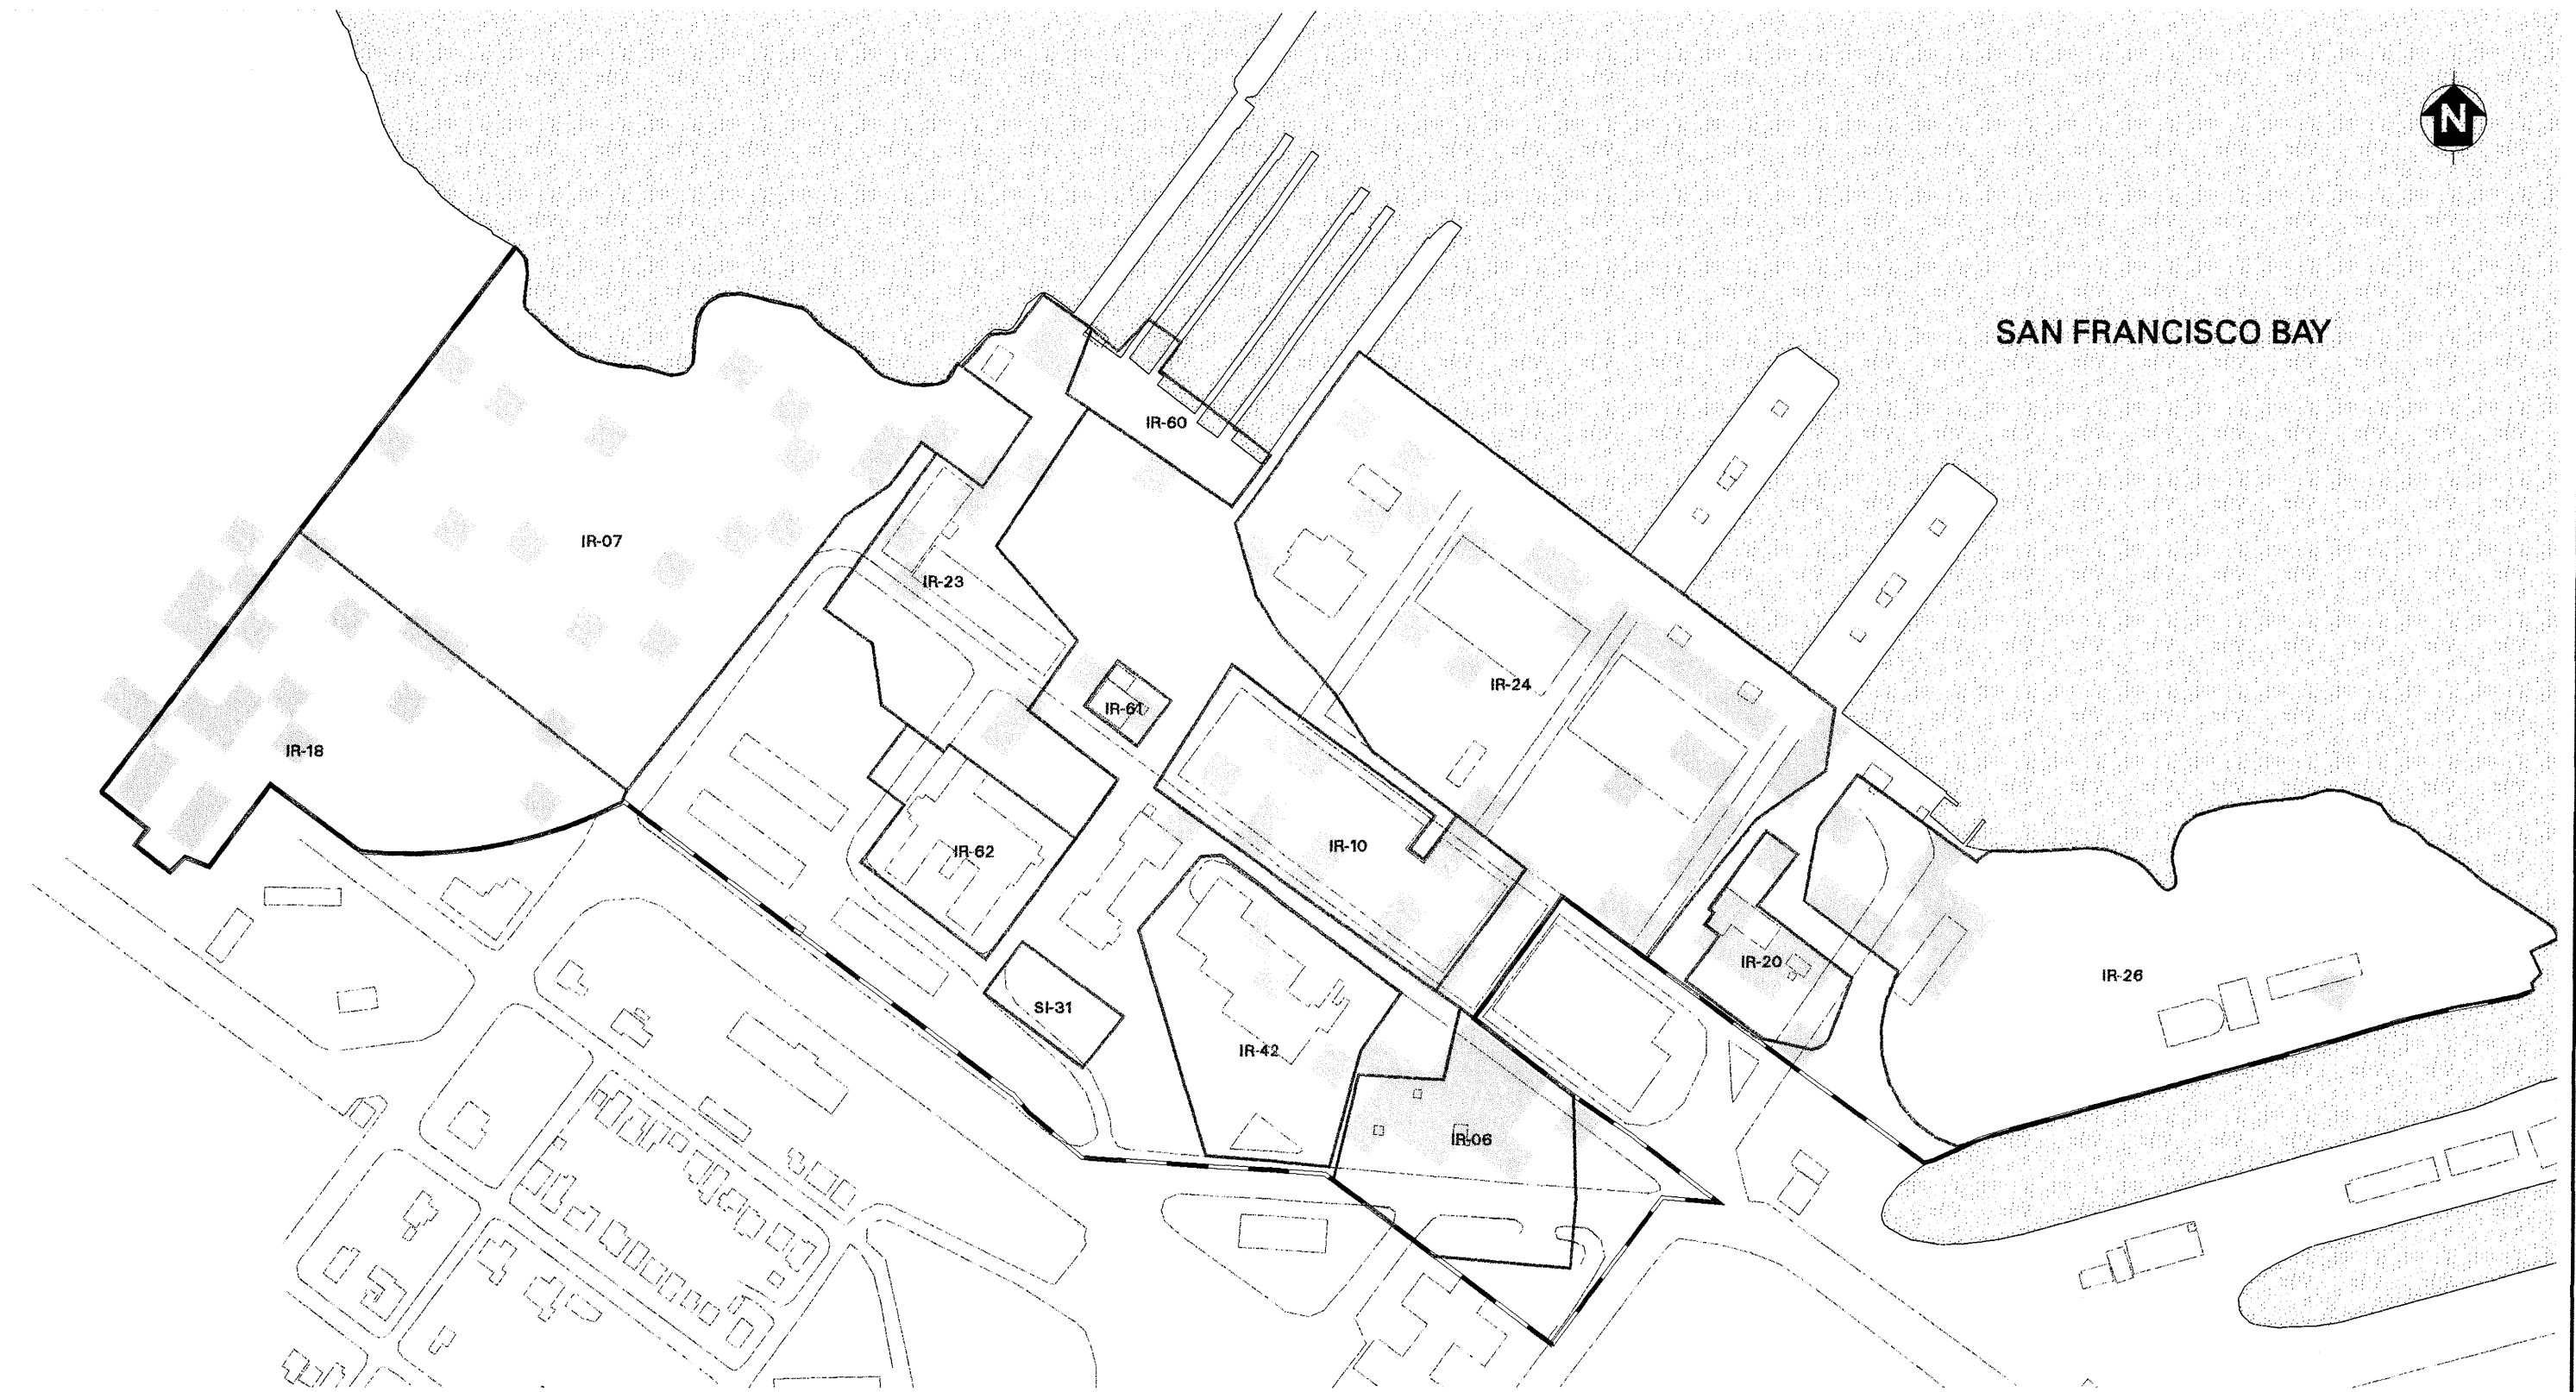 N
SAN FRANCISCO BAY
IR-60
IR-07
IR-23
IR-24
IR-61
IR-18
IR-10
IR-62
IR-20
IR-26
SI-31
IR-42
IR-06